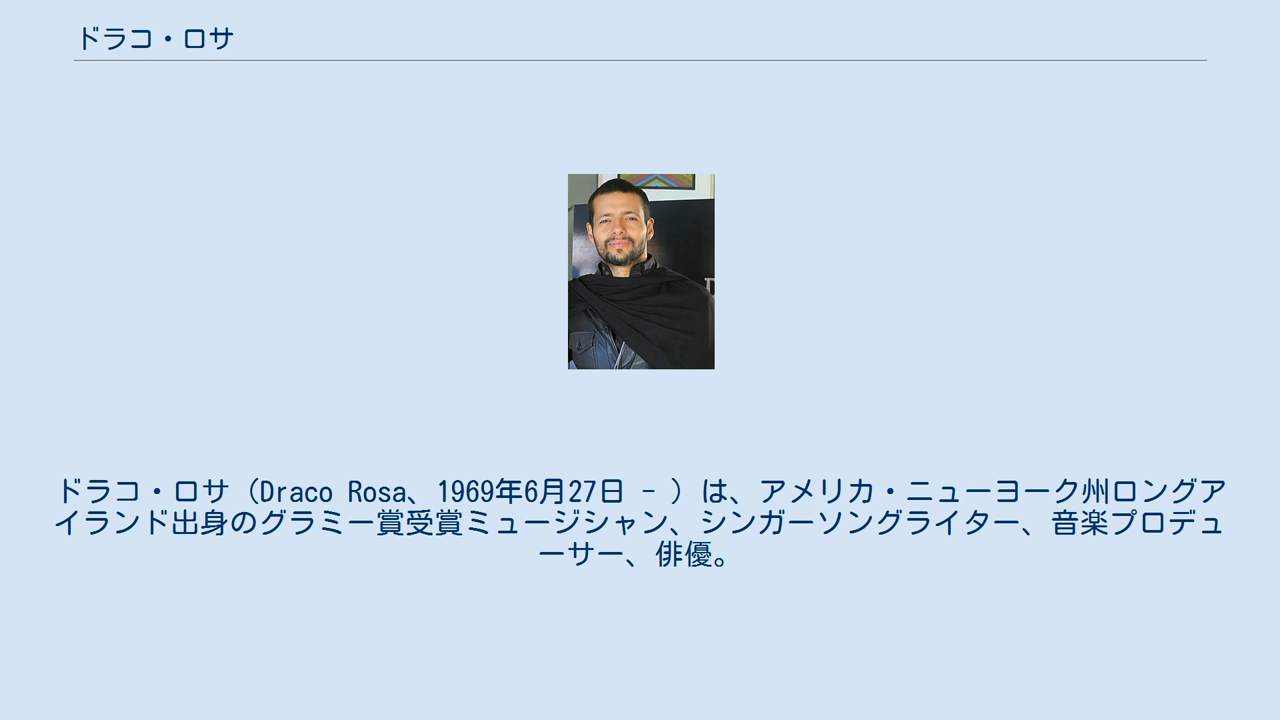 ドラコ・ロサ
ドラコ・ロサ（Draco Rosa、1969年6月27日 - ）は、アメリカ・ニューヨーク州ロングア
イランド出身のグラミー賞受賞ミュージシャン、シンガーソングライター、音楽プロデュ
ーサー、俳優。